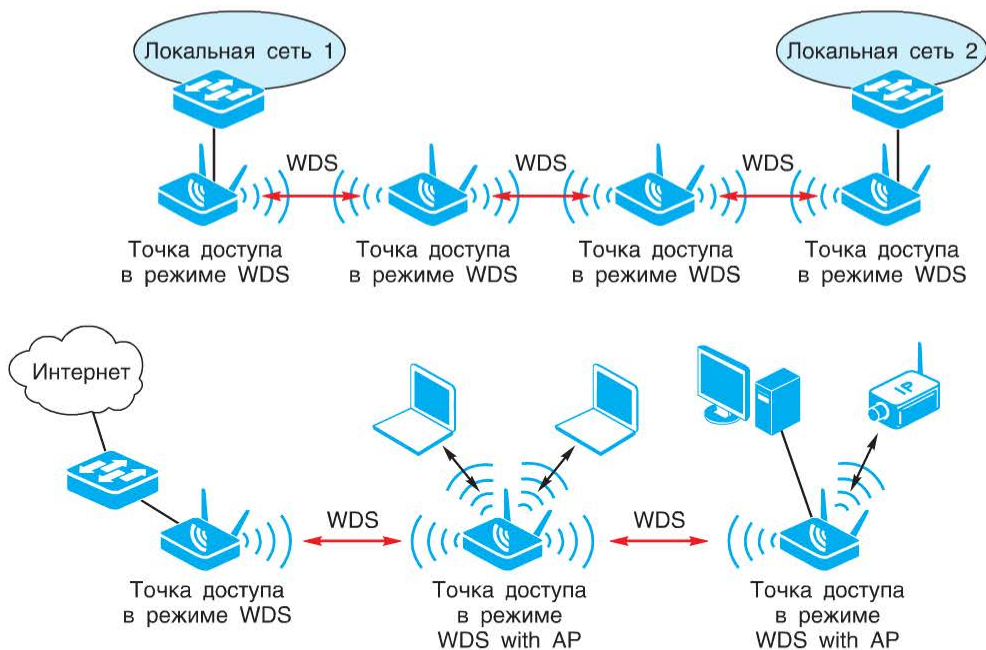 Локальная сеть 1
Локальная сеть 2
WDS
WDS
WDS
Точка доступа
в режиме WDS
Точка доступа
в режиме WDS
Точка доступа
в режиме WDS
Точка доступа
в режиме WDS
Интернет
IP
WDS
WDS
Точка доступа
в режиме WDS
Точка доступа
в режиме
WDS with AP
Точка доступа
в режиме
WDS with AP